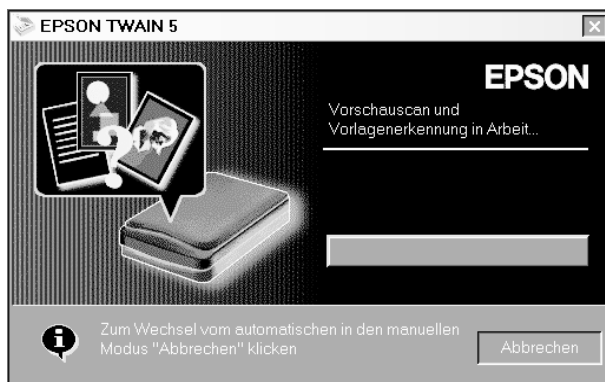 EPSON TWAIN 5
EPSON
Vorschauscan und
Vorlagenerkennung in Arbeit...
Zum Wechsel vom automatischen in den manuellen
Modus "Abbrechen" klicken
Abbrechen